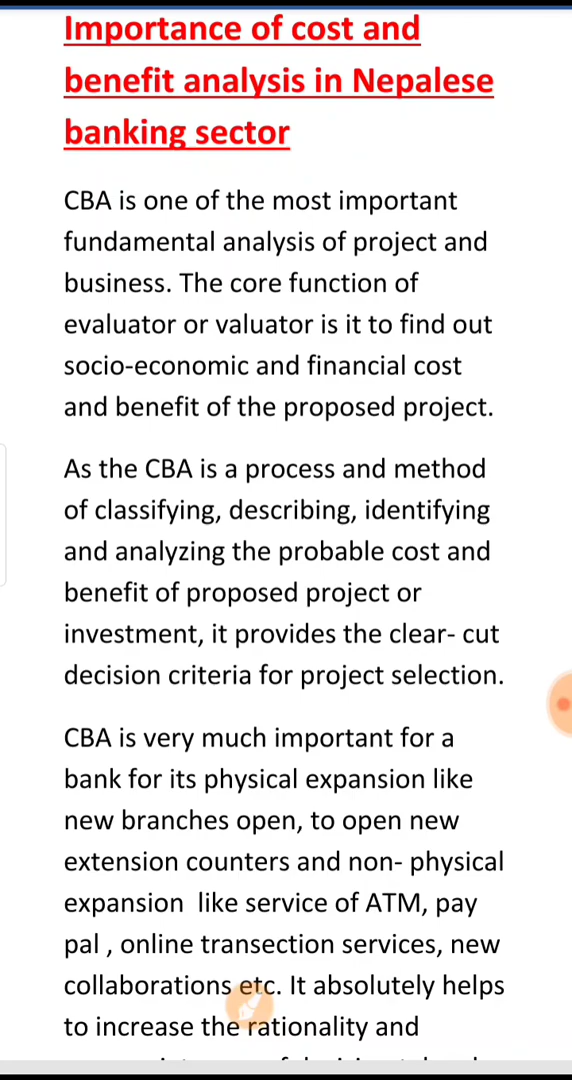 Importance of cost and
benefit analysis in Nepalese
banking sector
CBA is one of the most important
fundamental analysis of project and
business. The core function of
evaluator or valuator is it to find out
socio-economic and financial cost
and benefit of the proposed project.
As the CBA is a process and method
of classifying, describing, identifying
and analyzing the probable cost and
benefit of proposed project or
investment, it provides the clear- cut
decision criteria for project selection.
CBA is very much important for a
bank for its physical expansion like
new branches open, to open new
extension counters and non- physical
expansion  like service of ATM, pay
pal , online transection services, new
collaborations etc. It absolutely helps
to increase the rationality and